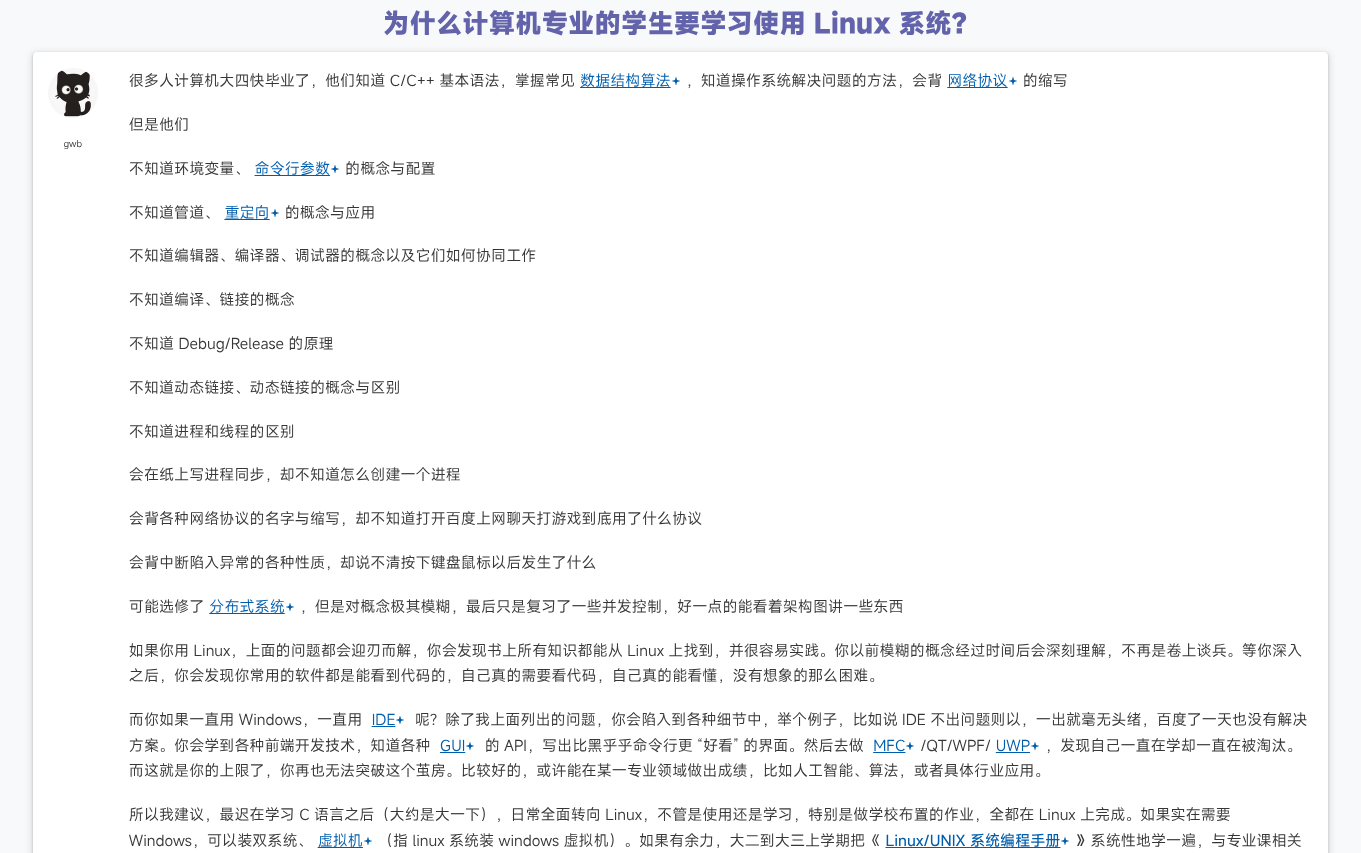 为什么计算机专业的学生要学习使用 Linux 系统？
很多人计算机大四快毕业了，他们知道 C/C++ 基本语法，掌握常见 数据结构算法 ，知道操作系统解决问题的方法，会背 网络协议 的缩写
gwb
但是他们
不知道环境变量、 命令行参数 的概念与配置
不知道管道、 重定向 的概念与应用
不知道编辑器、编译器、调试器的概念以及它们如何协同工作
不知道编译、链接的概念
不知道 Debug/Release 的原理
不知道动态链接、动态链接的概念与区别
不知道进程和线程的区别
会在纸上写进程同步，却不知道怎么创建一个进程
会背各种网络协议的名字与缩写，却不知道打开百度上网聊天打游戏到底用了什么协议
会背中断陷入异常的各种性质，却说不清按下键盘鼠标以后发生了什么
可能选修了 分布式系统 ，但是对概念极其模糊，最后只是复习了一些并发控制，好一点的能看着架构图讲一些东西
如果你用 Linux，上面的问题都会迎刃而解，你会发现书上所有知识都能从 Linux 上找到，并很容易实践。你以前模糊的概念经过时间后会深刻理解，不再是卷上谈兵。等你深入
之后，你会发现你常用的软件都是能看到代码的，自己真的需要看代码，自己真的能看懂，没有想象的那么困难。
而你如果一直用 Windows，一直用 IDE 呢？除了我上面列出的问题，你会陷入到各种细节中，举个例子，比如说 IDE 不出问题则以，一出就毫无头绪，百度了一天也没有解决
方案。你会学到各种前端开发技术，知道各种 GUI 的 API，写出比黑乎乎命令行更 “好看” 的界面。然后去做 MFC /QT/WPF/ UWP ，发现自己一直在学却一直在被淘汰。
而这就是你的上限了，你再也无法突破这个茧房。比较好的，或许能在某一专业领域做出成绩，比如人工智能、算法，或者具体行业应用。
所以我建议，最迟在学习 C 语言之后（大约是大一下），日常全面转向 Linux，不管是使用还是学习，特别是做学校布置的作业，全都在 Linux 上完成。如果实在需要
Windows，可以装双系统、 虚拟机 （指 linux 系统装 windows 虚拟机）。如果有余力，大二到大三上学期把《 Linux/UNIX 系统编程手册 》系统性地学一遍，与专业课相关